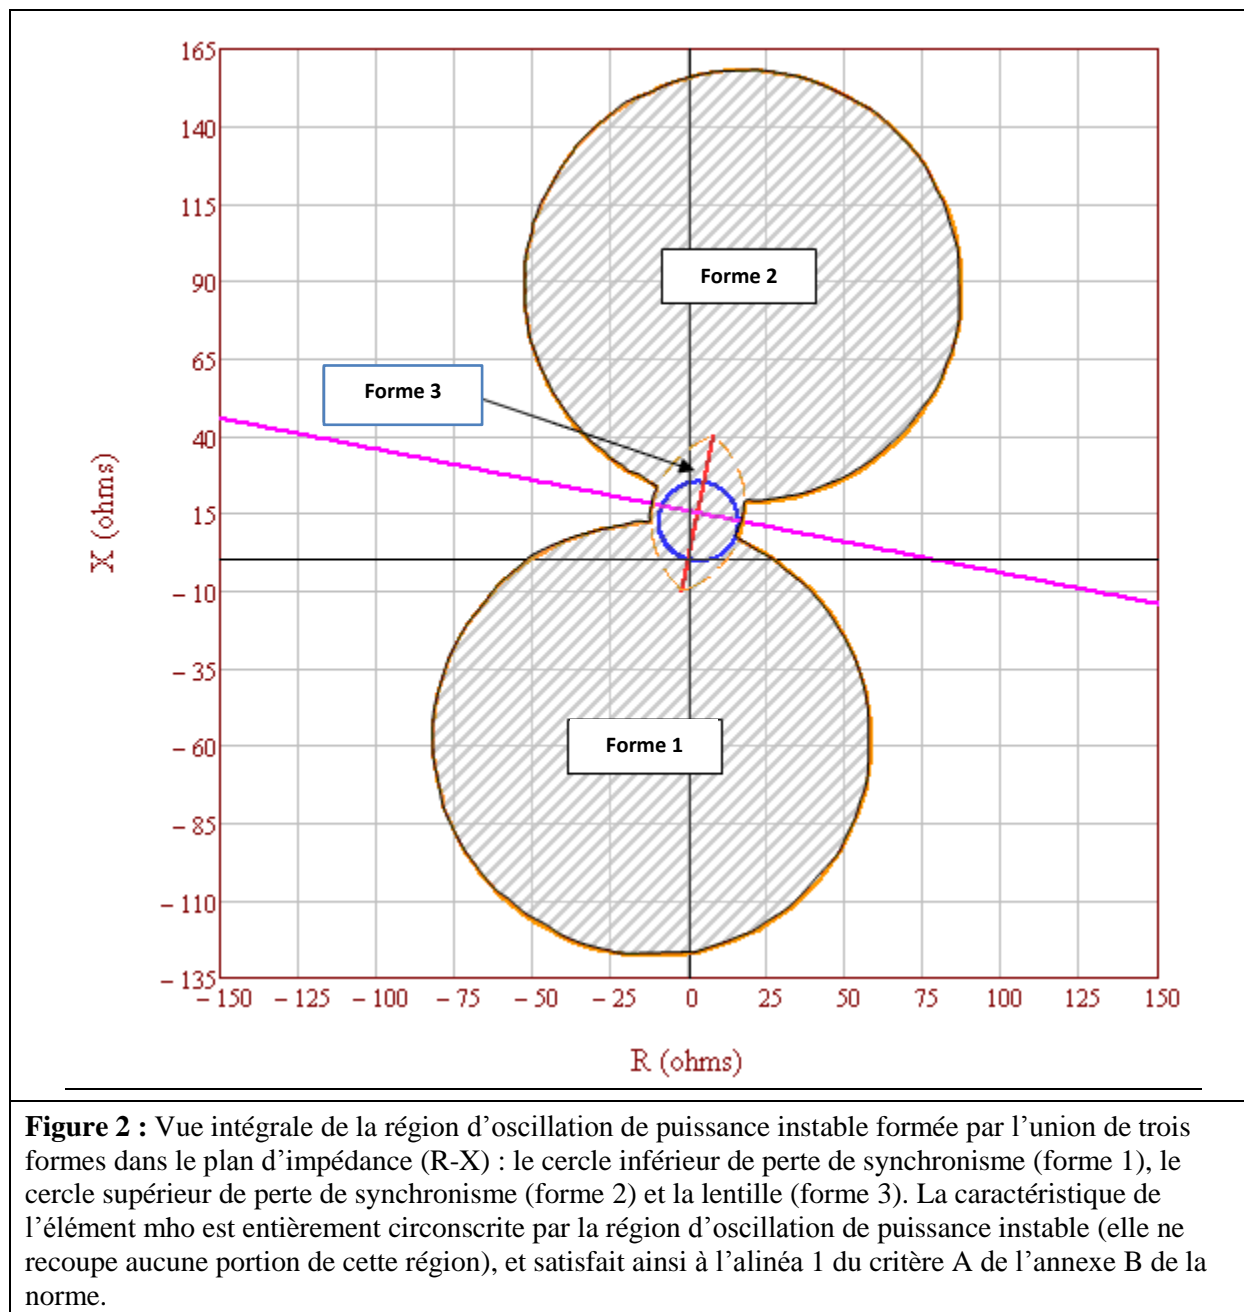 165
140
115
90
65
40
15
– 10
– 35
– 60
– 85
– 110
– 135
X (ohms)
Forme 2
Forme 3
Forme 1
– 150 – 125 – 100 – 75 – 50 – 25 0 25 50 75 100 125 150
R (ohms)
Figure 2 : Vue intégrale de la région d’oscillation de puissance instable formée par l’union de trois
formes dans le plan d’impédance (R-X) : le cercle inférieur de perte de synchronisme (forme 1), le
cercle supérieur de perte de synchronisme (forme 2) et la lentille (forme 3). La caractéristique de
l’élément mho est entièrement circonscrite par la région d’oscillation de puissance instable (elle ne
recoupe aucune portion de cette région), et satisfait ainsi à l’alinéa 1 du critère A de l’annexe B de la
norme.